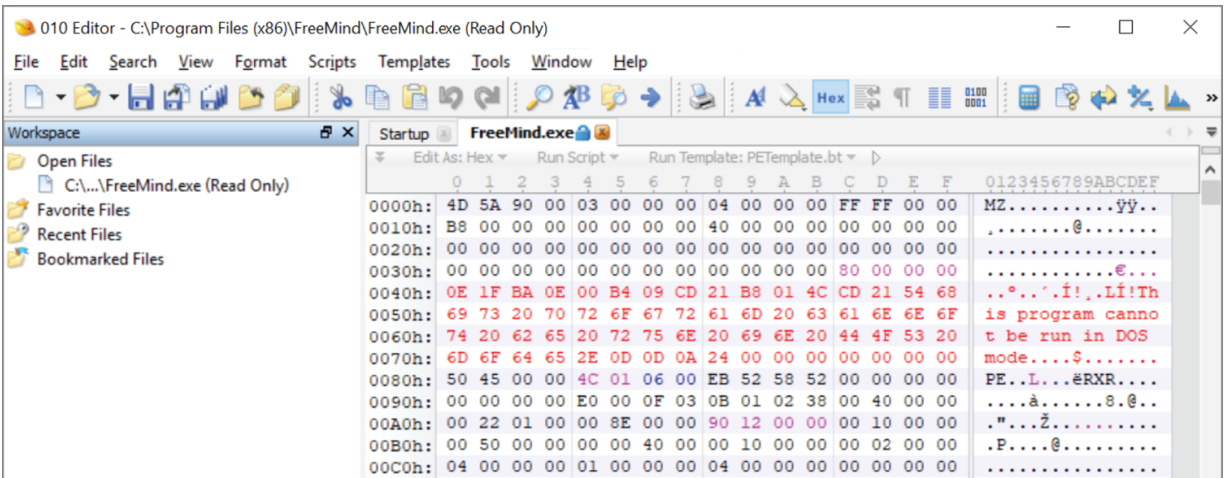 010 Editor - C:\Program Files (x86)\FreeMind\FreeMind.exe (Read Only)
File Edit Search View Format Scripts Templates Tools Window Help
Hex
Workspace
Open Files
C:\...\FreeMind.exe (Read Only)
Favorite Files
Recent Files
Bookmarked Files
Startup FreeMind.exe
Edit As: Hex Run Script Run Template: PETemplate.bt
0 1 2 3 4 5 6 7 8 9 A B C D E F 0123456789ABCDEF
0000h: 4D 5A 90 00 03 00 00 00 04 00 00 00 FF FF 00 00 MZ..........ÿÿ..
0010h: B8 00 00 00 00 00 00 00 40 00 00 00 00 00 00 00 ¸.......@.......
0020h: 00 00 00 00 00 00 00 00 00 00 00 00 00 00 00 00 ................
0030h: 00 00 00 00 00 00 00 00 00 00 00 00 80 00 00 00 ............€...
0040h: 0E 1F BA 0E 00 B4 09 CD 21 B8 01 4C CD 21 54 68 ..º..´.Í!¸.LÍ!Th
0050h: 69 73 20 70 72 6F 67 72 61 6D 20 63 61 6E 6E 6F is program canno
0060h: 74 20 62 65 20 72 75 6E 20 69 6E 20 44 4F 53 20 t be run in DOS
0070h: 6D 6F 64 65 2E 0D 0D 0A 24 00 00 00 00 00 00 00 mode....$.......
0080h: 50 45 00 00 4C 01 06 00 EB 52 58 52 00 00 00 00 PE..L...ëRXR....
0090h: 00 00 00 00 E0 00 0F 03 0B 01 02 38 00 40 00 00 ....à......8.@..
00A0h: 00 22 01 00 00 8E 00 00 90 12 00 00 00 10 00 00 ."...Ž..........
00B0h: 00 50 00 00 00 00 40 00 00 10 00 00 00 02 00 00 .P....@.........
00C0h: 04 00 00 00 01 00 00 00 04 00 00 00 00 00 00 00 ................